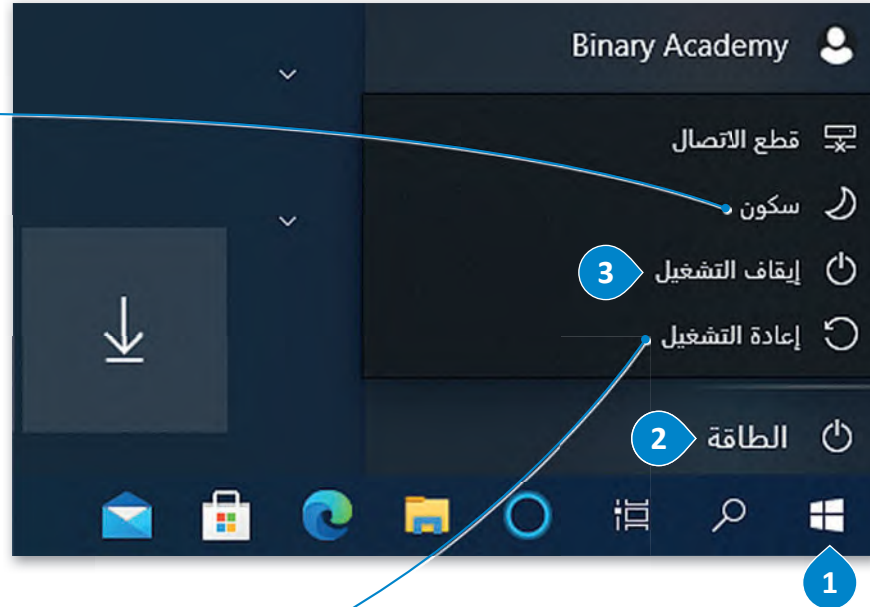 Binary Academy
قطع الاتصال
سكون
إيقاف التشغيل 3
إعادة التشغيل
الطاقة 2
1